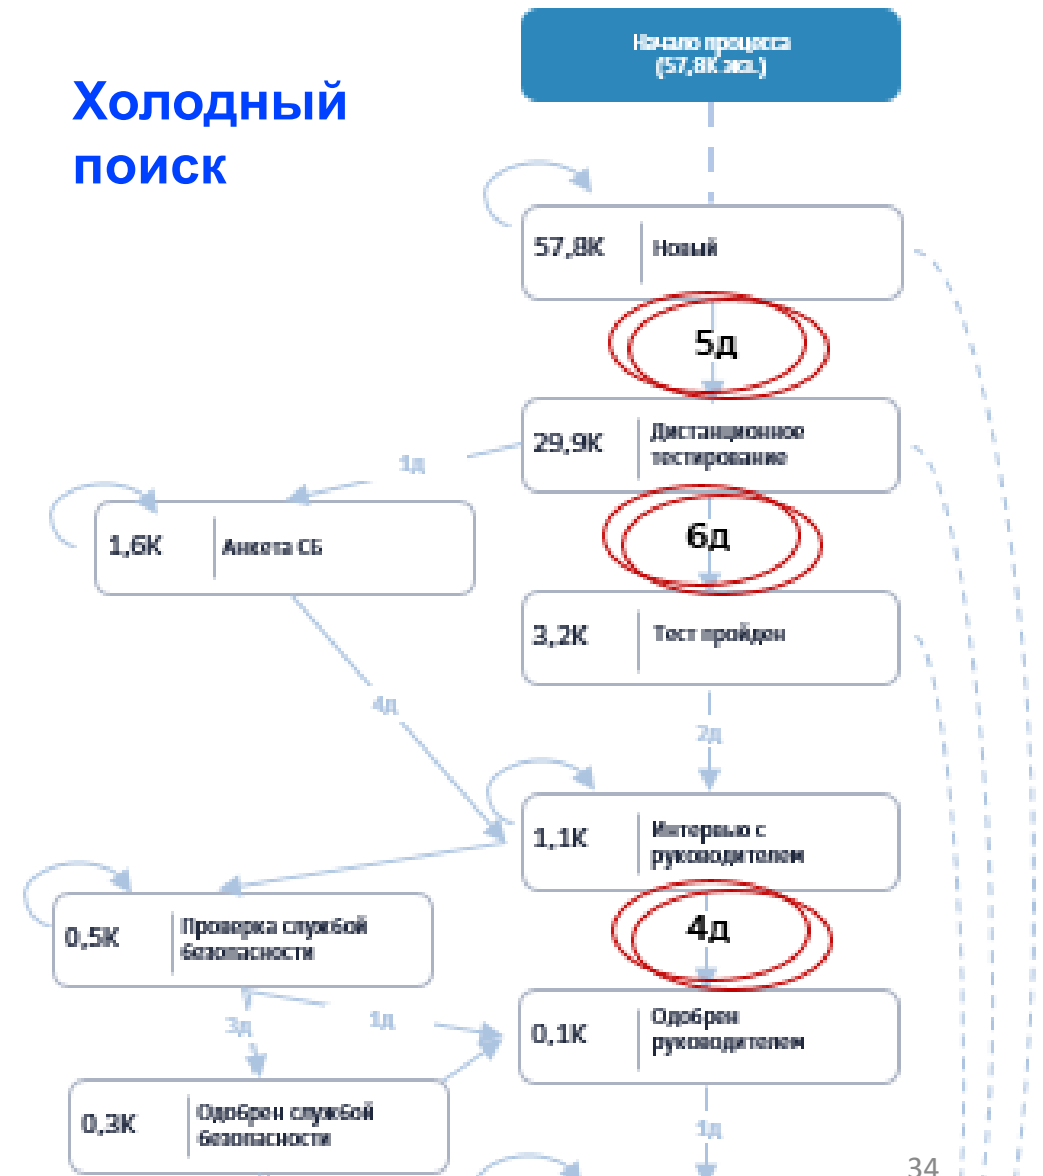 Холодный
поиск
Начало процесса
(57,8К экз.)
57,8К
Новый
5д
29,9К
Дистанционное
тестирование
1д
1,6К
Анкета СБ
6д
3,2К
Тест пройден
4д
2д
1,1К
Интервью с
руководителем
0,5К
Проверка службой
безопасности
4д
3д
1д
0,1К
Одобрен
руководителем
0,3К
Одобрен службой
безопасности
1д
34